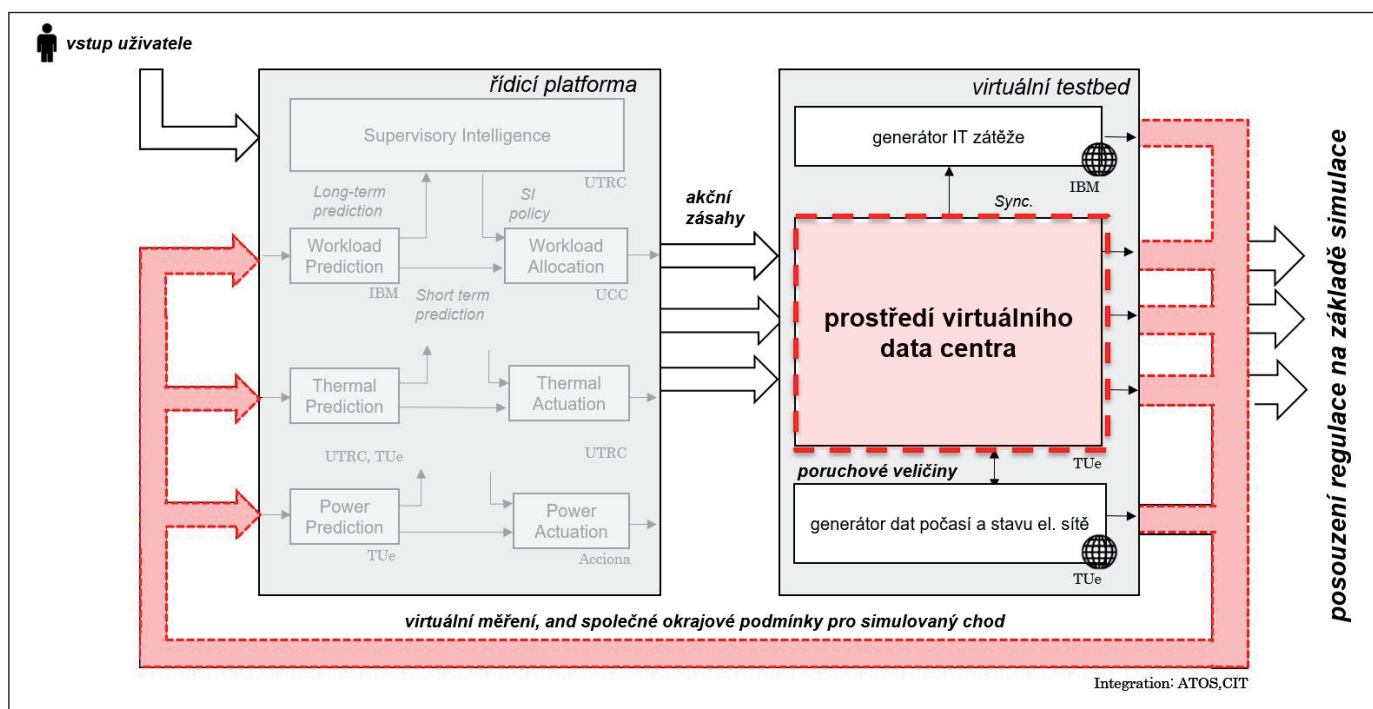 vstup uživatele
řídicí platforma
Supervisory Intelligence
UTRC
Long-term
prediction
SI
policy
Workload
Prediction
IBM
Workload
Allocation
UCC
Short term
prediction
Thermal
Prediction
UTRC, TUe
Thermal
Actuation
UTRC
Power
Prediction
TUe
Power
Actuation
Acciona
akční
zásahy
virtuální testbed
generátor IT zátěže
IBM
Sync.
prostředí virtuálního
data centra
TUe
poruchové veličiny
generátor dat počasí a stavu el. sítě
TUe
virtuální měření, and společné okrajové podmínky pro simulovaný chod
posouzení regulace na základě simulace
Integration: ATOS,CIT